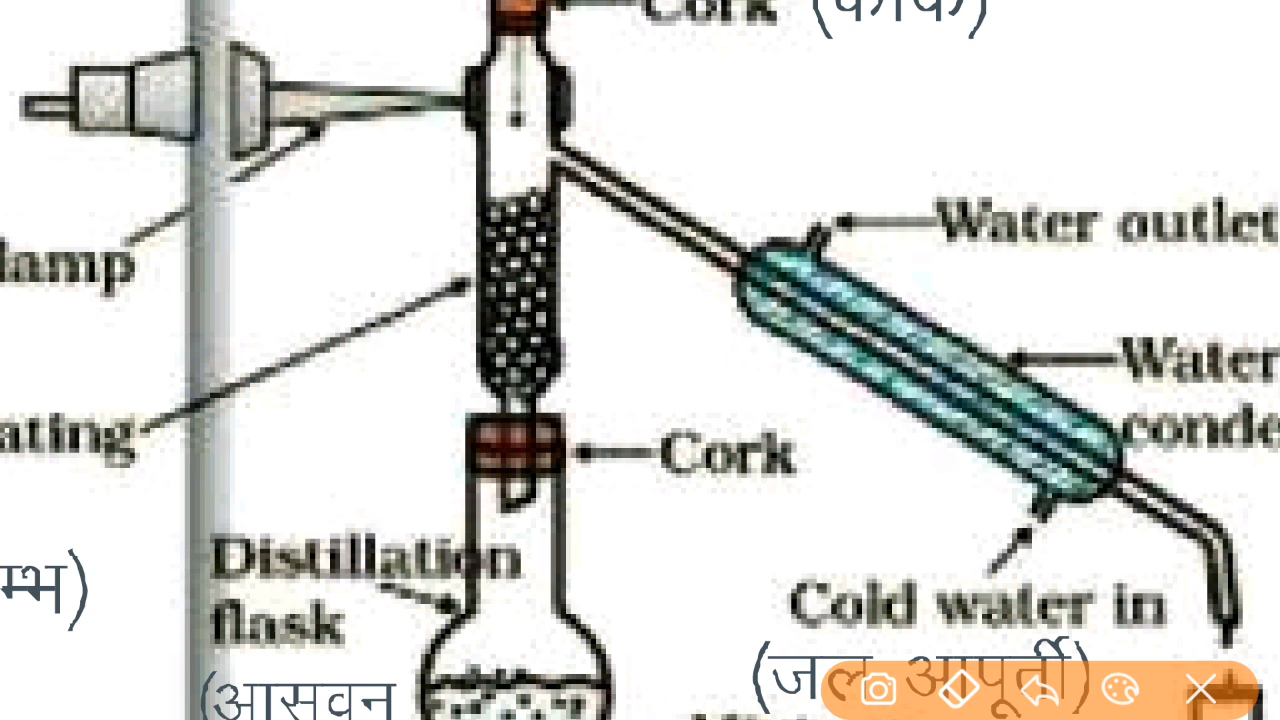 Cork (कॉर्क)
Water outlet
lamp
Water
conde
ating
Cork
Distillation
flask
म्भ)
Cold water in
(जल आपूर्ती)
(आसवन